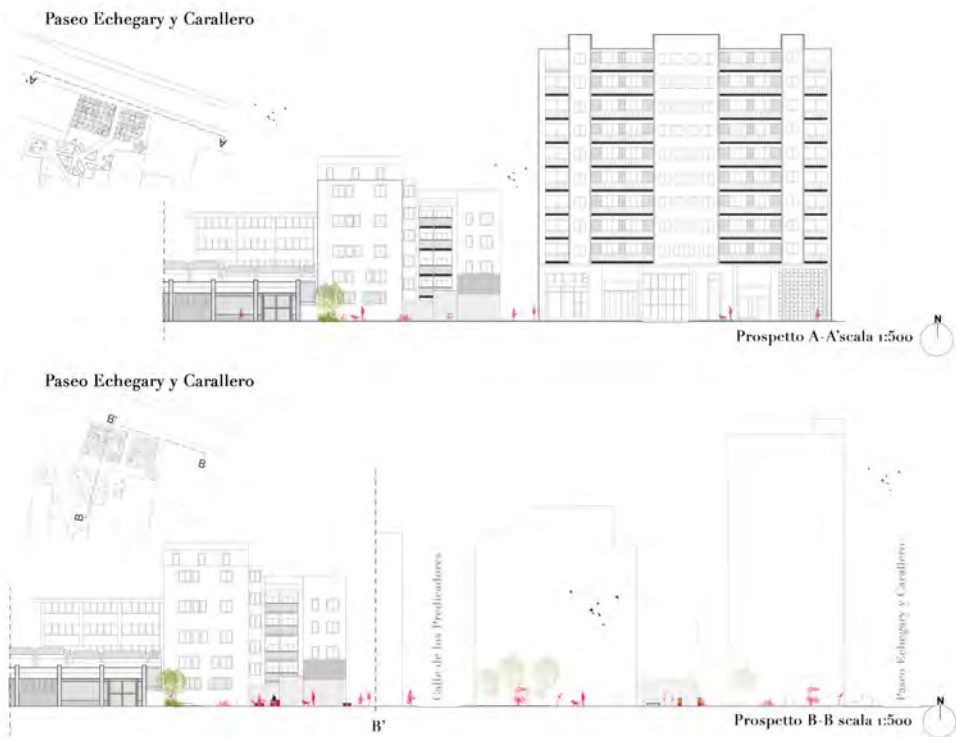 Paseo Echegary y Carallero
A'
A
N
Prospetto A-A'scala 1:500
Paseo Echegary y Carallero
B'
B
B'
Calle de los Predicadores
Paseo Echegary y Carallero
N
B'
Prospetto B-B scala 1:500